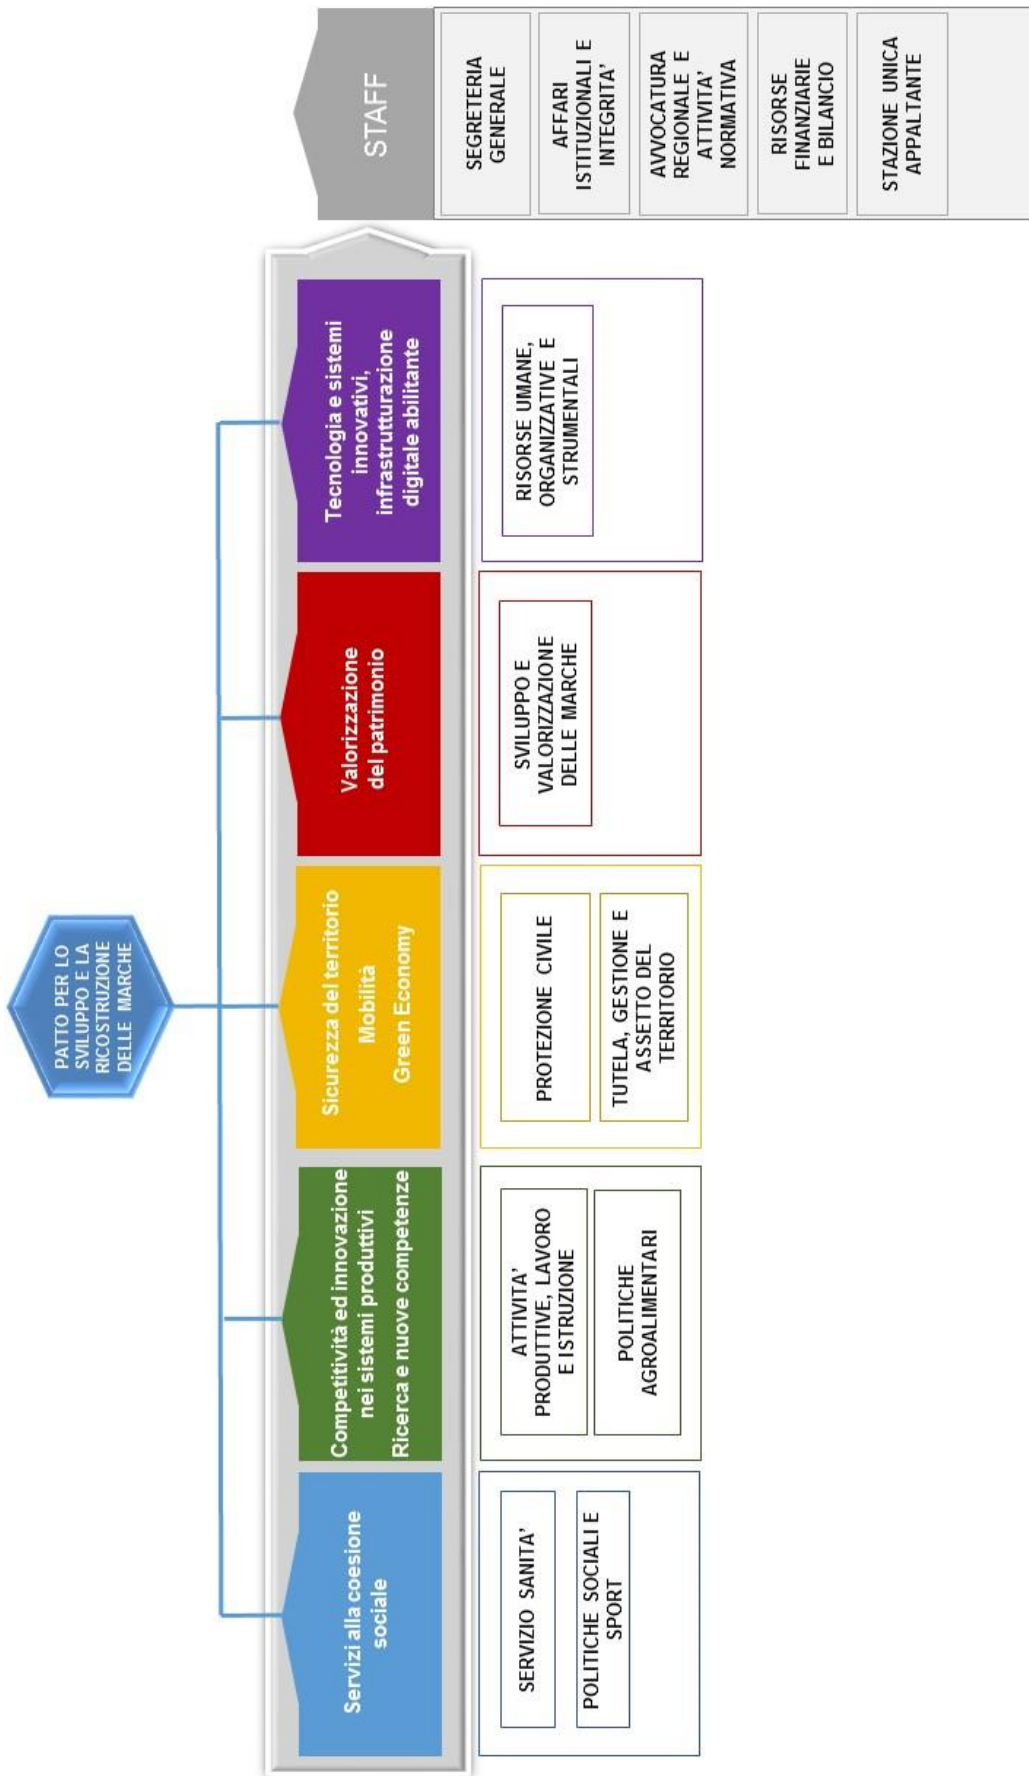 PATTO PER LO
SVILUPPO E LA
RICOSTRUZIONE
DELLE MARCHE
Servizi alla coesione
sociale
SERVIZIO SANITA'
POLITICHE SOCIALI E
SPORT
Competitività ed innovazione
nei sistemi produttivi
Ricerca e nuove competenze
ATTIVITA'
PRODUTTIVE, LAVORO
E ISTRUZIONE
POLITICHE
AGROALIMENTARI
Sicurezza del territorio
Mobilità
Green Economy
PROTEZIONE CIVILE
TUTELA, GESTIONE E
ASSETTO DEL
TERRITORIO
Valorizzazione
del patrimonio
SVILUPPO E
VALORIZZAZIONE
DELLE MARCHE
Tecnologia e sistemi
innovativi,
infrastrutturazione
digitale abilitante
RISORSE UMANE,
ORGANIZZATIVE E
STRUMENTALI
STAFF
SEGRETERIA
GENERALE
AFFARI
ISTITUZIONALI E
INTEGRITA'
AVVOCATURA
REGIONALE E
ATTIVITA'
NORMATIVA
RISORSE
FINANZIARIE
E BILANCIO
STAZIONE UNICA
APPALTANTE